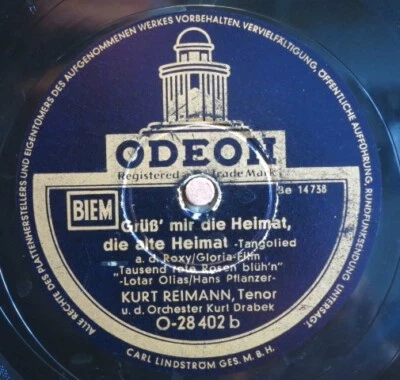 ALLE RECHTE DES PLATTENHERSTELLERS UND EIGENTÜMERS DES AUFGENOMMENEN WERKES VORBEHALTEN. VERVIELFÄLTIGUNG, ÖFFENTLICHE AUFFÜHRUNG, RUNDFUNKSENDUNG UNTERSAGT.
ODEON
Registered Trade Mark
Be 14738
BIEM
Grüß' mir die Heimat,
die alte Heimat -Tangolied
a. d. Roxy/Gloria-Film
„Tausend rote Rosen blüh'n"
-Lotar Olias/Hans Pflanzer-
KURT REIMANN, Tenor
u. d. Orchester Kurt Drabek
O-28 402 b
CARL LINDSTRÖM GES. M. B. H.